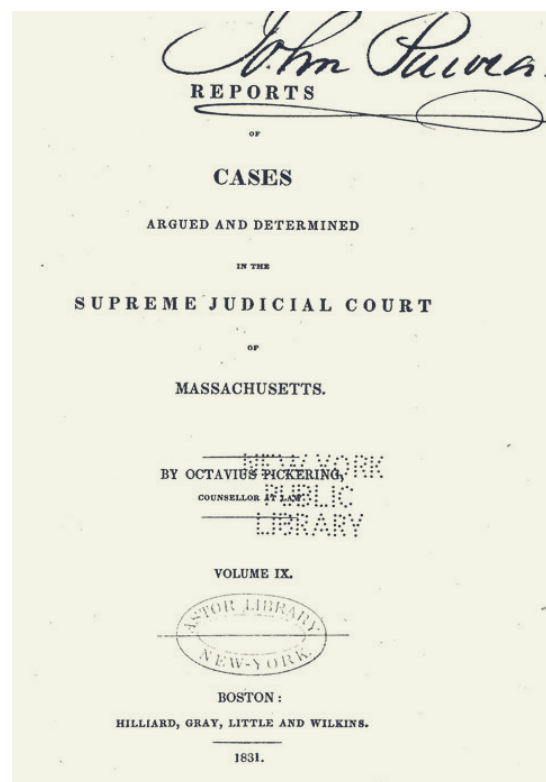 John
REPORTS
OF
CASES
ARGUED AND DETERMINED
IN THE
SUPREME JUDICIAL COURT
OF
MASSACHUSETTS.
BY OCTAVIUS PICKERING,
COUNSELLOR AT LAW.
NEW YORK
PUBLIC
LIBRARY
VOLUME IX.
ASTOR LIBRARY
NEW-YORK
BOSTON:
HILLIARD, GRAY, LITTLE AND WILKINS.
1831.